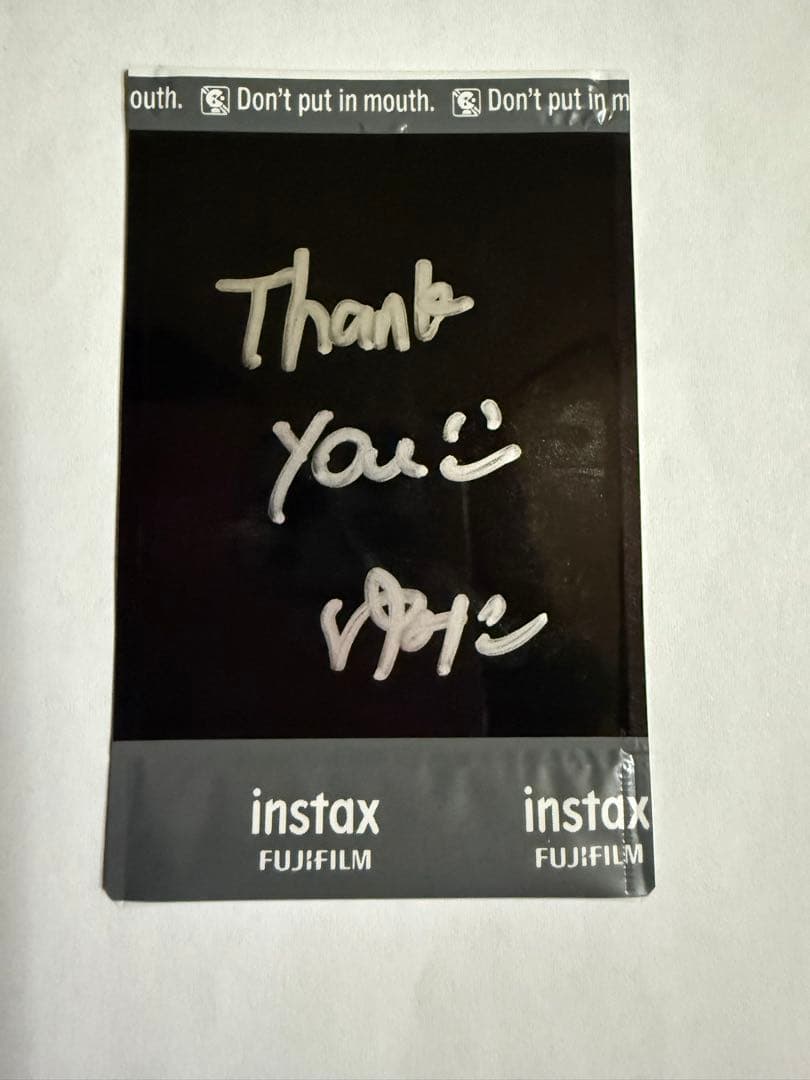 outh. Don't put in mouth. Don't put in m
Thank
you
instax instax
FUJIFILM FUJIFILM